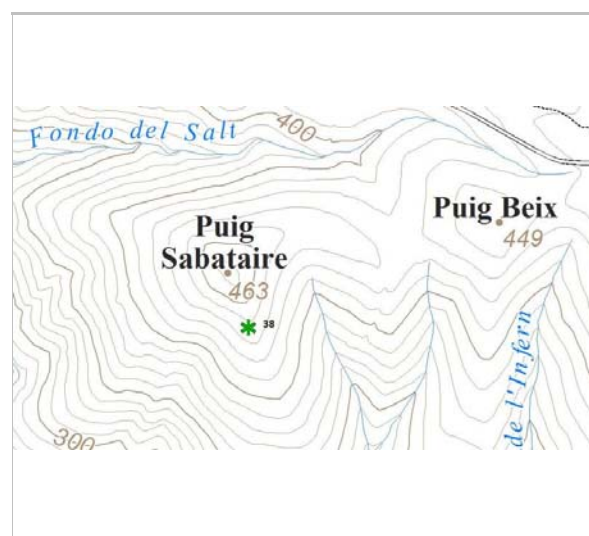 Fondo del Salt
400
Puig
Sabataire
463
Puig Beix
449
38
de l'Infern
300